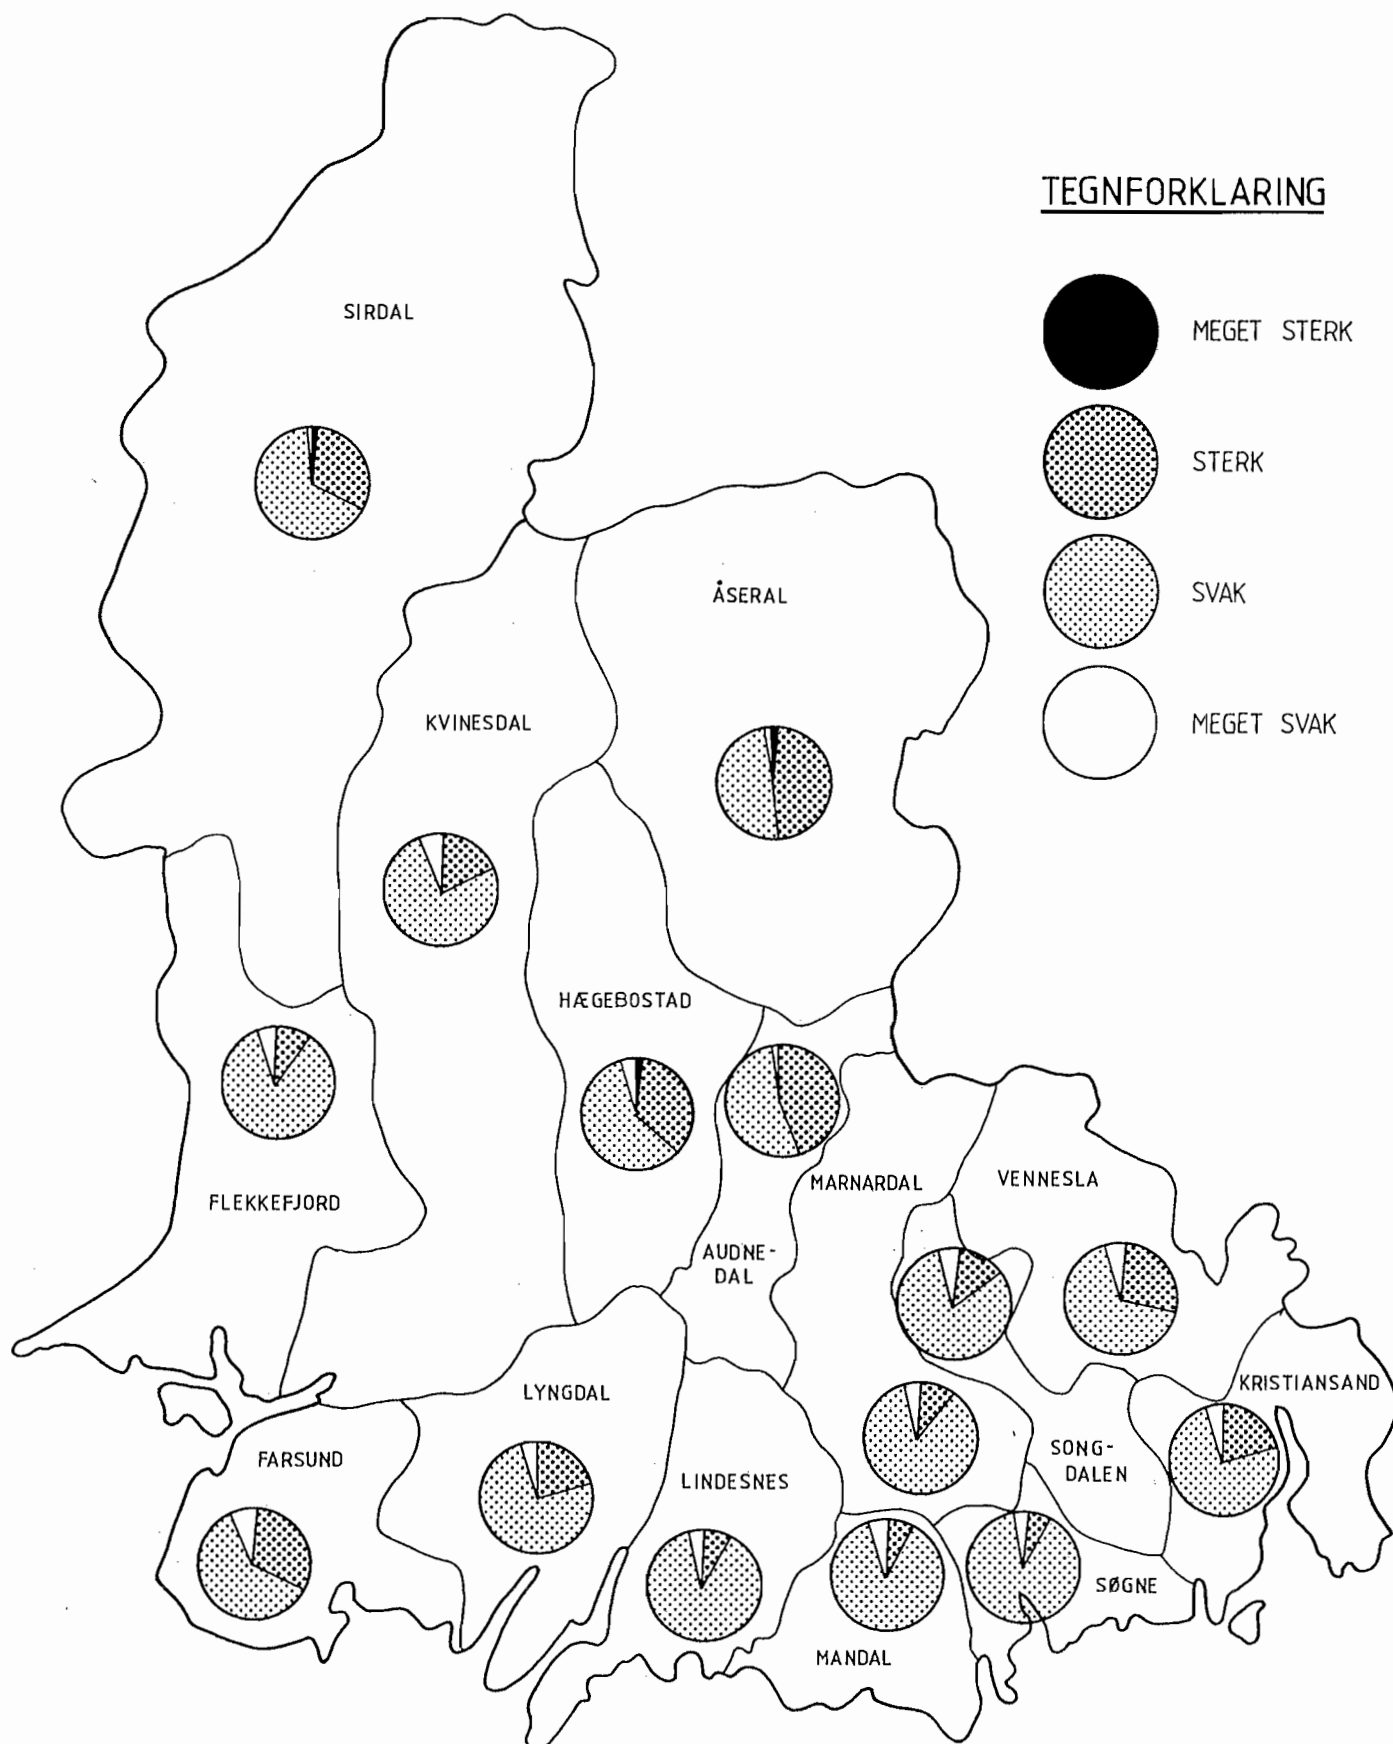 TEGNFORKLARING
MEGET STERK
STERK
SVAK
MEGET SVAK
SIRDAL
ÅSERAL
KVINESDAL
HÆGEBOSTAD
FLEKKEFJORD
AUDNE-
DAL
MARNARDAL
VENNESLA
KRISTIANSAND
LYNGDAL
FARSUND
LINDESNES
SONG-
DALEN
SØGNE
MANDAL